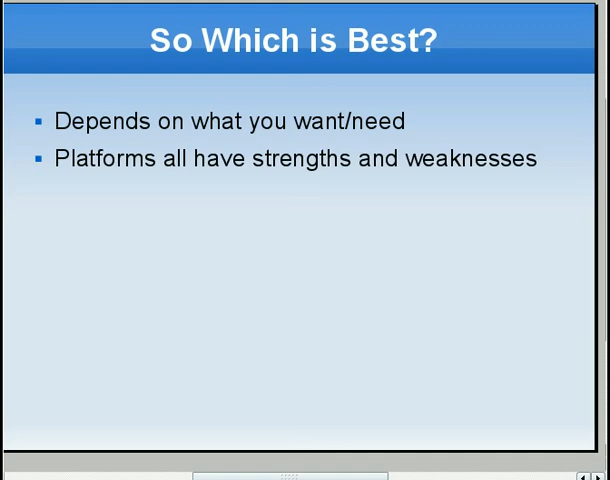 So Which is Best?
Depends on what you want/need
Platforms all have strengths and weaknesses